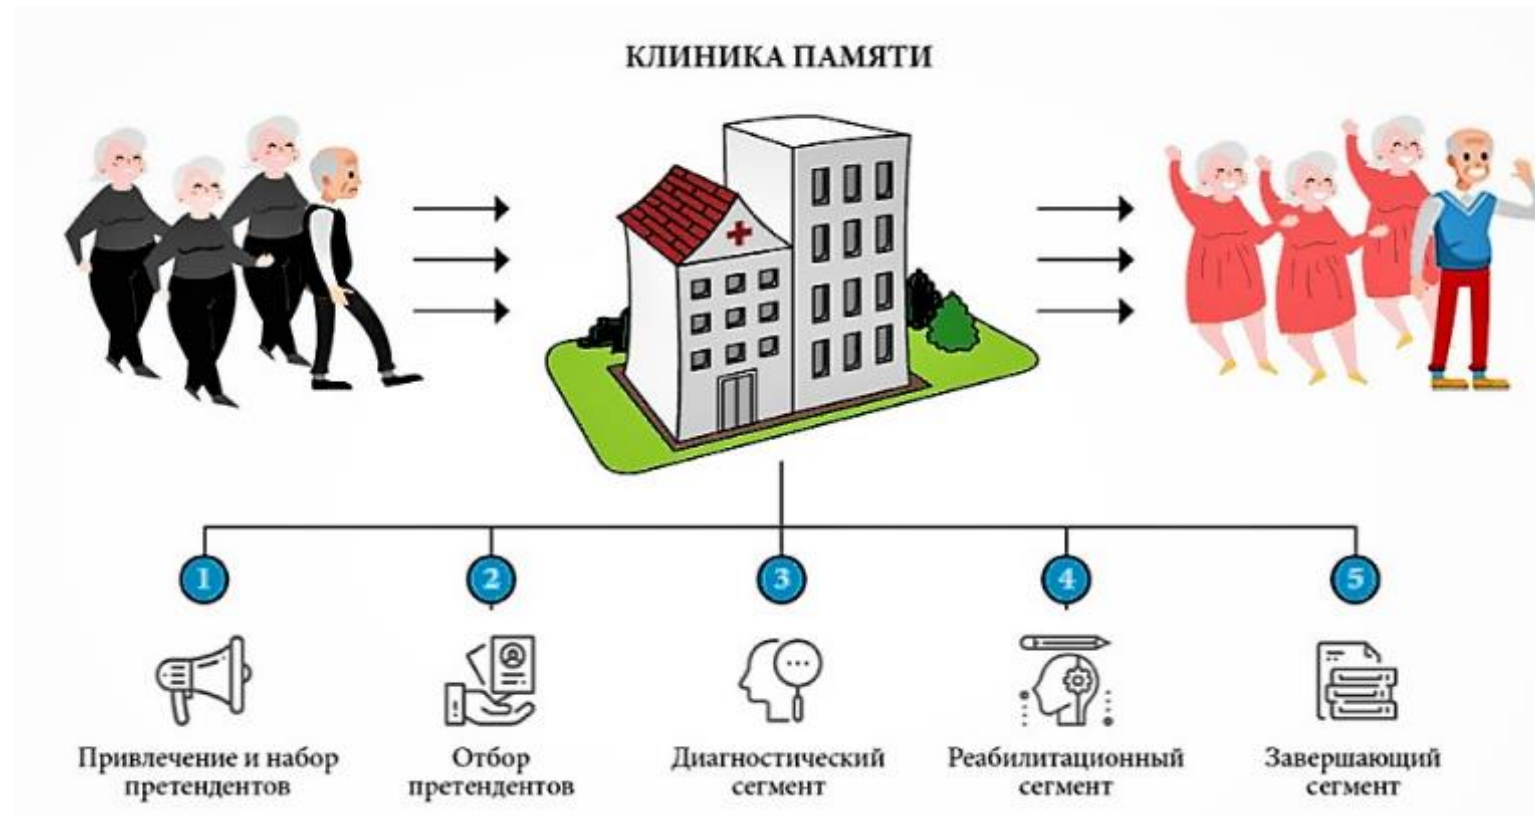 КЛИНИКА ПАМЯТИ
1
2
3
4
5
Привлечение и набор
претендентов
Отбор
претендентов
Диагностический
сегмент
Реабилитационный
сегмент
Завершающий
сегмент